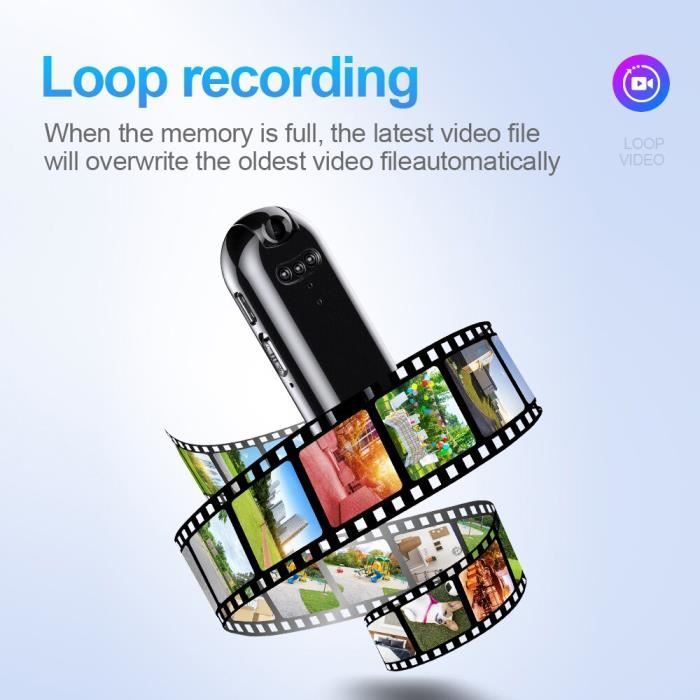 Loop recording
When the memory is full, the latest video file
will overwrite the oldest video fileautomatically
LOOP
VIDEO